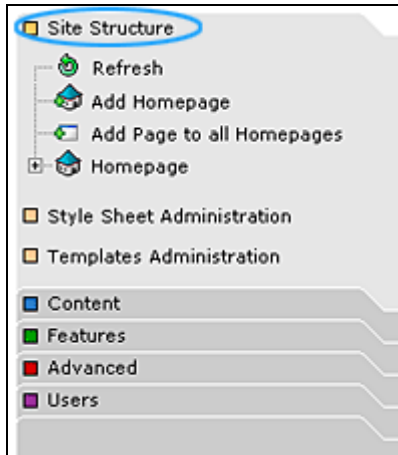 Site Structure
Refresh
Add Homepage
Add Page to all Homepages
Homepage
Style Sheet Administration
Templates Administration
Content
Features
Advanced
Users